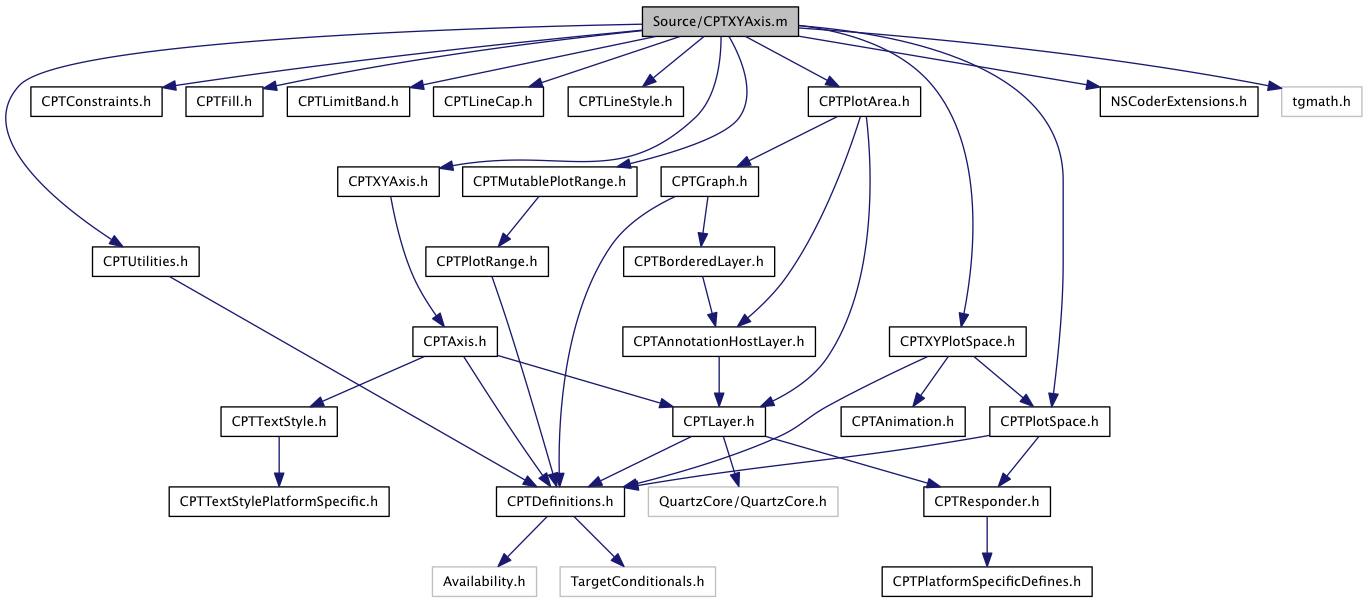 Source/CPTXYAxis.m
CPTConstraints.h
CPTFill.h
CPTLimitBand.h
CPTLineCap.h
CPTLineStyle.h
CPTPlotArea.h
NSCoderExtensions.h
tgmath.h
CPTXYAxis.h
CPTMutablePlotRange.h
CPTGraph.h
CPTUtilities.h
CPTPlotRange.h
CPTBorderedLayer.h
CPTAxis.h
CPTAnnotationHostLayer.h
CPTXYPlotSpace.h
CPTTextStyle.h
CPTLayer.h
CPTAnimation.h
CPTPlotSpace.h
CPTTextStylePlatformSpecific.h
CPTDefinitions.h
QuartzCore/QuartzCore.h
CPTResponder.h
Availability.h
TargetConditionals.h
CPTPlatformSpecificDefines.h